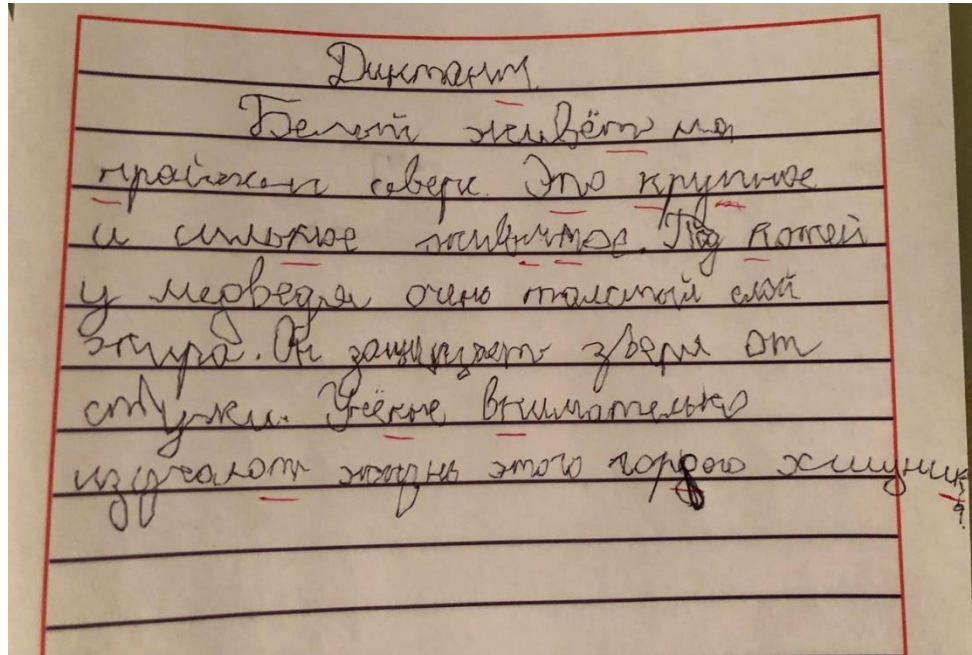 Диктант
Белый живёт на
крайнем севере. Это крупное
и сильное животное. Под кожей
у медведя очень толстый слой
жира. Он защищает зверя от
стужи. Учёные внимательно
изучают жизнь этого гордого хищника.